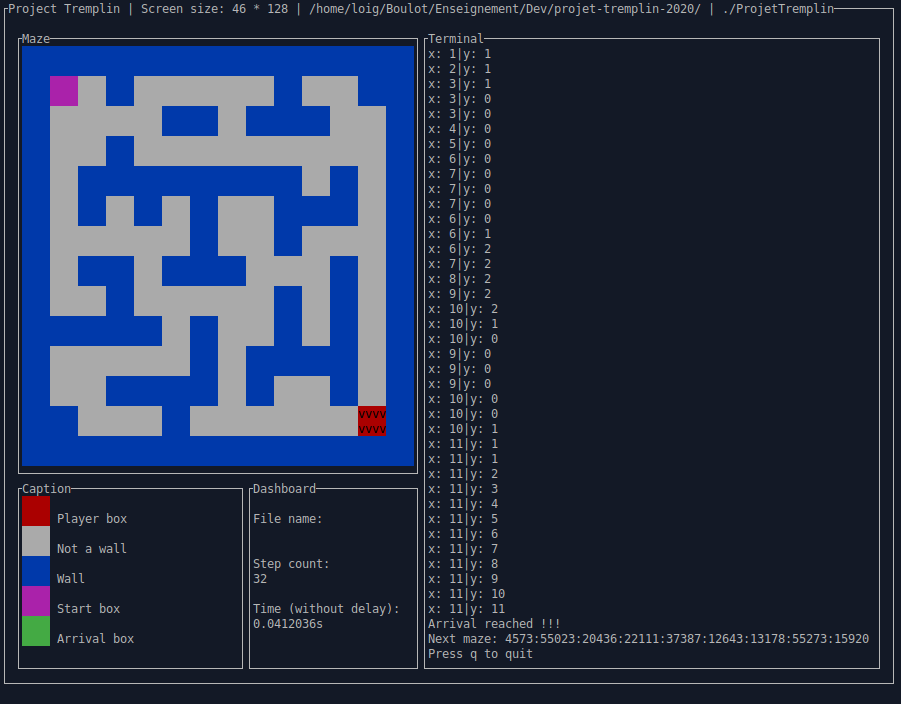 Project Tremplin | Screen size: 46 * 128 | /home/loig/Boulot/Enseignement/Dev/projet-tremplin-2020/ | ./ProjetTremplin
Maze
vvvv
vvvv
Caption
Player box
Not a wall
Wall
Start box
Arrival box
Dashboard
File name:
Step count:
32
Time (without delay):
0.0412036s
Terminal
x: 1|y: 1
x: 2|y: 1
x: 3|y: 1
x: 3|y: 0
x: 3|y: 0
x: 4|y: 0
x: 5|y: 0
x: 6|y: 0
x: 7|y: 0
x: 7|y: 0
x: 7|y: 0
x: 6|y: 0
x: 6|y: 1
x: 6|y: 2
x: 7|y: 2
x: 8|y: 2
x: 9|y: 2
x: 10|y: 2
x: 10|y: 1
x: 10|y: 0
x: 9|y: 0
x: 9|y: 0
x: 9|y: 0
x: 10|y: 0
x: 10|y: 0
x: 10|y: 1
x: 11|y: 1
x: 11|y: 1
x: 11|y: 2
x: 11|y: 3
x: 11|y: 4
x: 11|y: 5
x: 11|y: 6
x: 11|y: 7
x: 11|y: 8
x: 11|y: 9
x: 11|y: 10
x: 11|y: 11
Arrival reached !!!
Next maze: 4573:55023:20436:22111:37387:12643:13178:55273:15920
Press q to quit